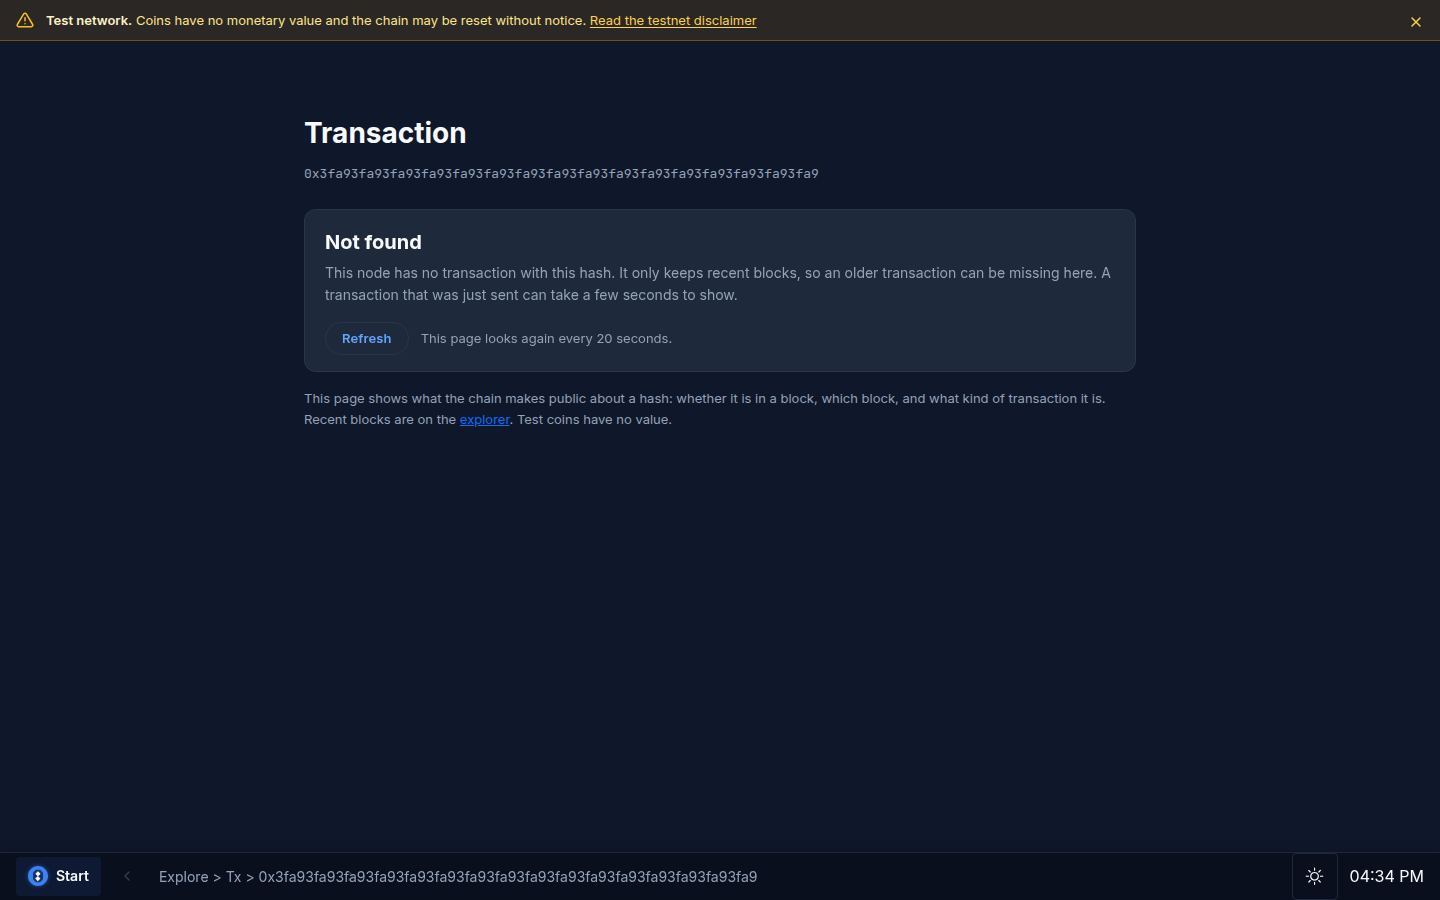 Test network. Coins have no monetary value and the chain may be reset without notice. Read the testnet disclaimer
Transaction
0x3fa93fa93fa93fa93fa93fa93fa93fa93fa93fa93fa93fa93fa93fa93fa93fa9
Not found
This node has no transaction with this hash. It only keeps recent blocks, so an older transaction can be missing here. A
transaction that was just sent can take a few seconds to show.
Refresh
This page looks again every 20 seconds.
This page shows what the chain makes public about a hash: whether it is in a block, which block, and what kind of transaction it is.
Recent blocks are on the explorer. Test coins have no value.
Start
Explore > Tx > 0x3fa93fa93fa93fa93fa93fa93fa93fa93fa93fa93fa93fa93fa93fa93fa93fa9
04:34 PM